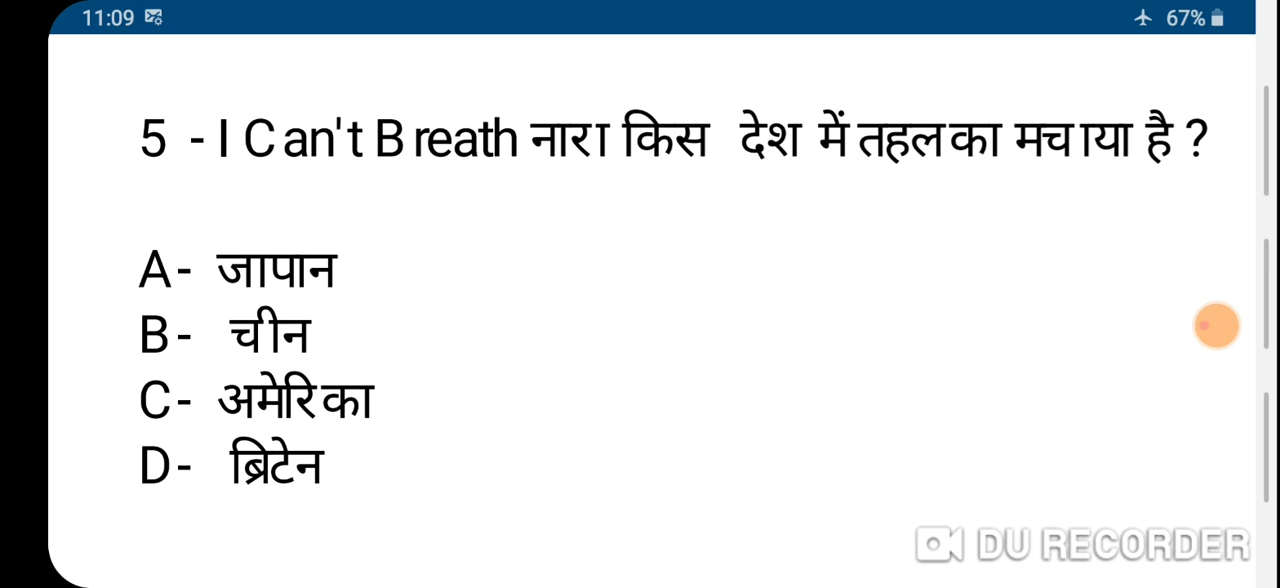 11:09 67%
5 - I Can't Breath नारा किस देश में तहलका मचाया है ?
A- जापान
B- चीन
C- अमेरिका
D- ब्रिटेन
DU RECORDER